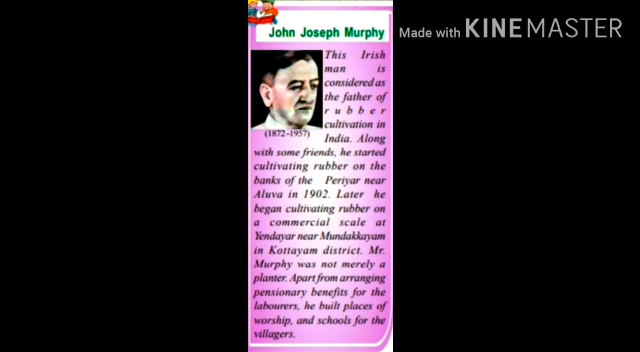 John Joseph Murphy
Made with KINEMASTER
This Irish
man is
considered as
the father of
rubber
cultivation in
(1872-1957)
India. Along
with some friends, he started
cultivating rubber on the
banks of the Periyar near
Aluva in 1902. Later he
began cultivating rubber on
a commercial scale at
Yendayar near Mundakkayam
in Kottayam district. Mr.
Murphy was not merely a
planter. Apart from arranging
pensionary benefits for the
labourers, he built places of
worship, and schools for the
villagers.